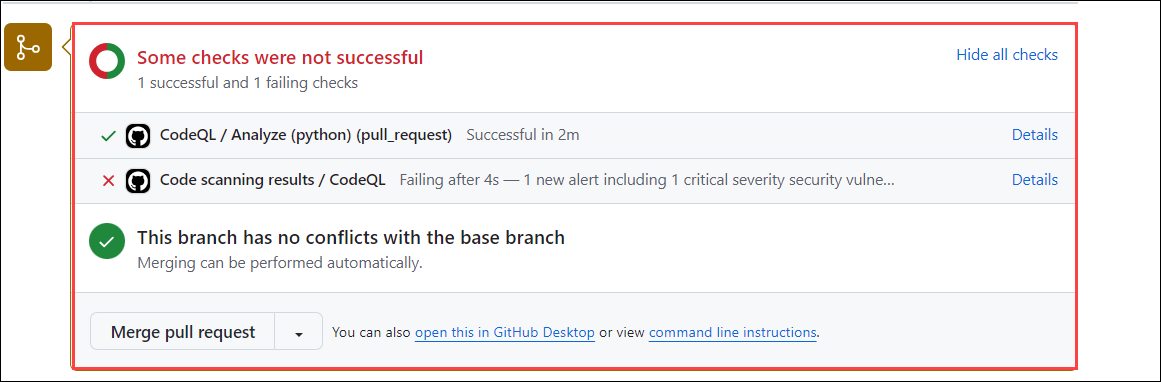 Some checks were not successful
Hide all checks
1 successful and 1 failing checks
CodeQL / Analyze (python) (pull_request) Successful in 2m Details
Code scanning results / CodeQL Failing after 4s — 1 new alert including 1 critical severity security vulne... Details
This branch has no conflicts with the base branch
Merging can be performed automatically.
Merge pull request You can also open this in GitHub Desktop or view command line instructions.